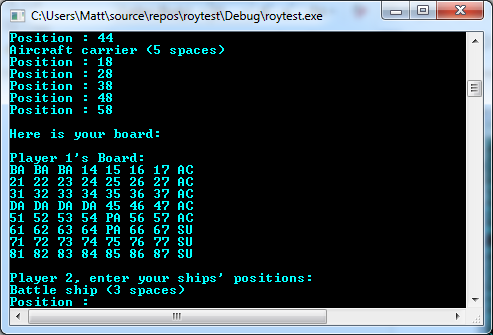 C:\Users\Matt\source\repos\roytest\Debug\roytest.exe
Position : 44
Aircraft carrier (5 spaces)
Position : 18
Position : 28
Position : 38
Position : 48
Position : 58
Here is your board:
Player 1's Board:
BA BA BA 14 15 16 17 AC
21 22 23 24 25 26 27 AC
31 32 33 34 35 36 37 AC
DA DA DA DA 45 46 47 AC
51 52 53 54 PA 56 57 AC
61 62 63 64 PA 66 67 SU
71 72 73 74 75 76 77 SU
81 82 83 84 85 86 87 SU
Player 2, enter your ships' positions:
Battle ship (3 spaces)
Position :